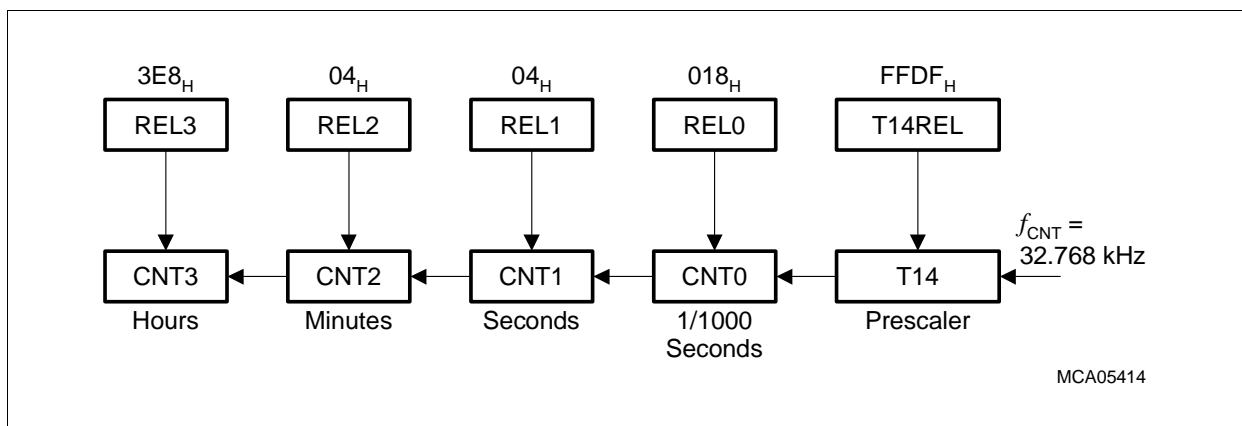 3E8H 04H 04H 018H FFDFH
REL3 REL2 REL1 REL0 T14REL
fCNT =
32.768 kHz
CNT3 CNT2 CNT1 CNT0 T14
Hours Minutes Seconds 1/1000 Prescaler
Seconds
MCA05414